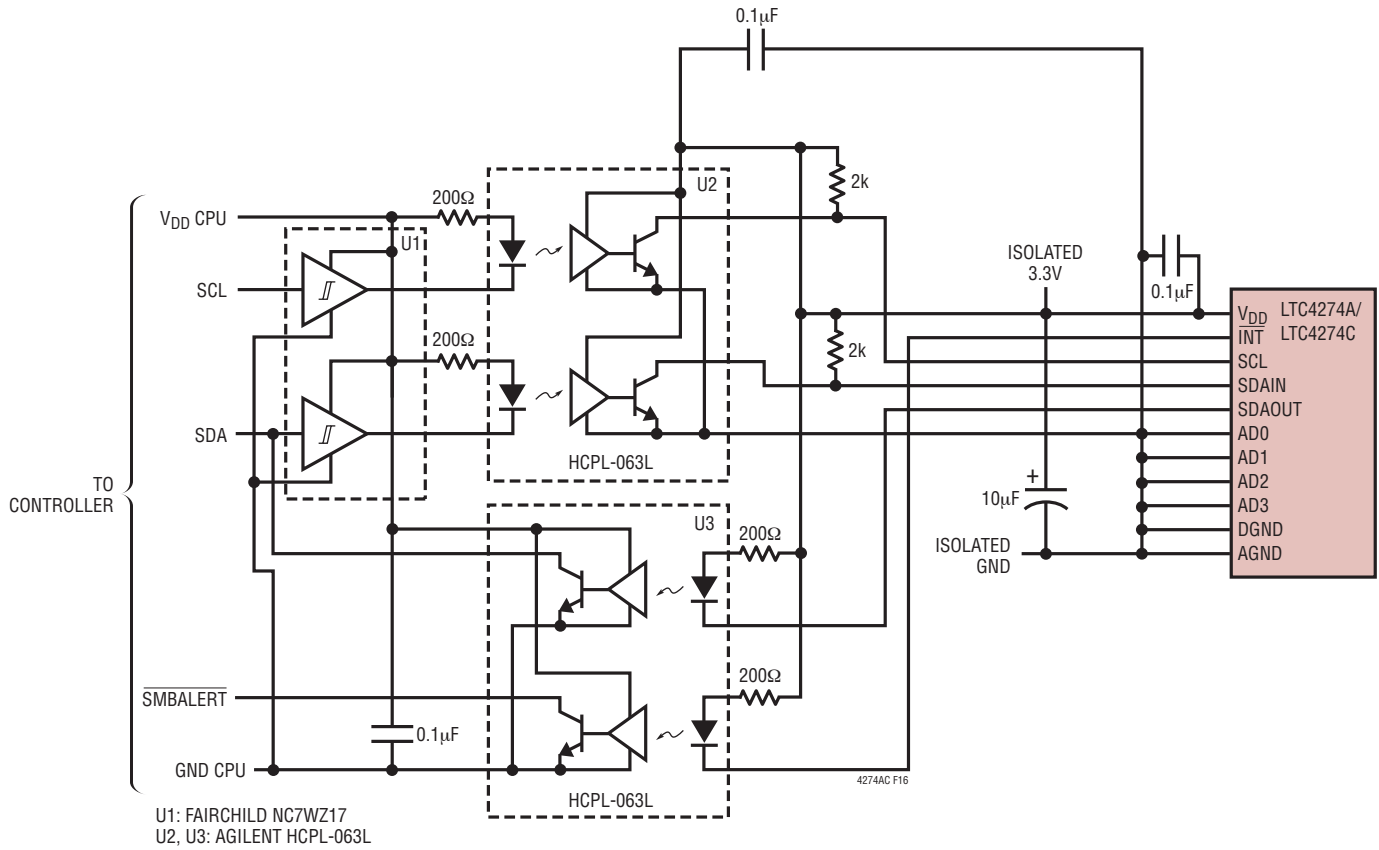 0.1µF
U2
2k
200Ω
V_DD CPU
U1
SCL
ISOLATED
3.3V
0.1µF
V_DD
LTC4274A/
LTC4274C
I̅N̅T̅
SCL
SDAIN
SDAOUT
AD0
AD1
AD2
AD3
DGND
AGND
200Ω
2k
SDA
HCPL-063L
TO
CONTROLLER
+
10µF
U3
200Ω
ISOLATED
GND
200Ω
S̅M̅B̅A̅L̅E̅R̅T̅
0.1µF
GND CPU
HCPL-063L
4274AC F16
U1: FAIRCHILD NC7WZ17
U2, U3: AGILENT HCPL-063L